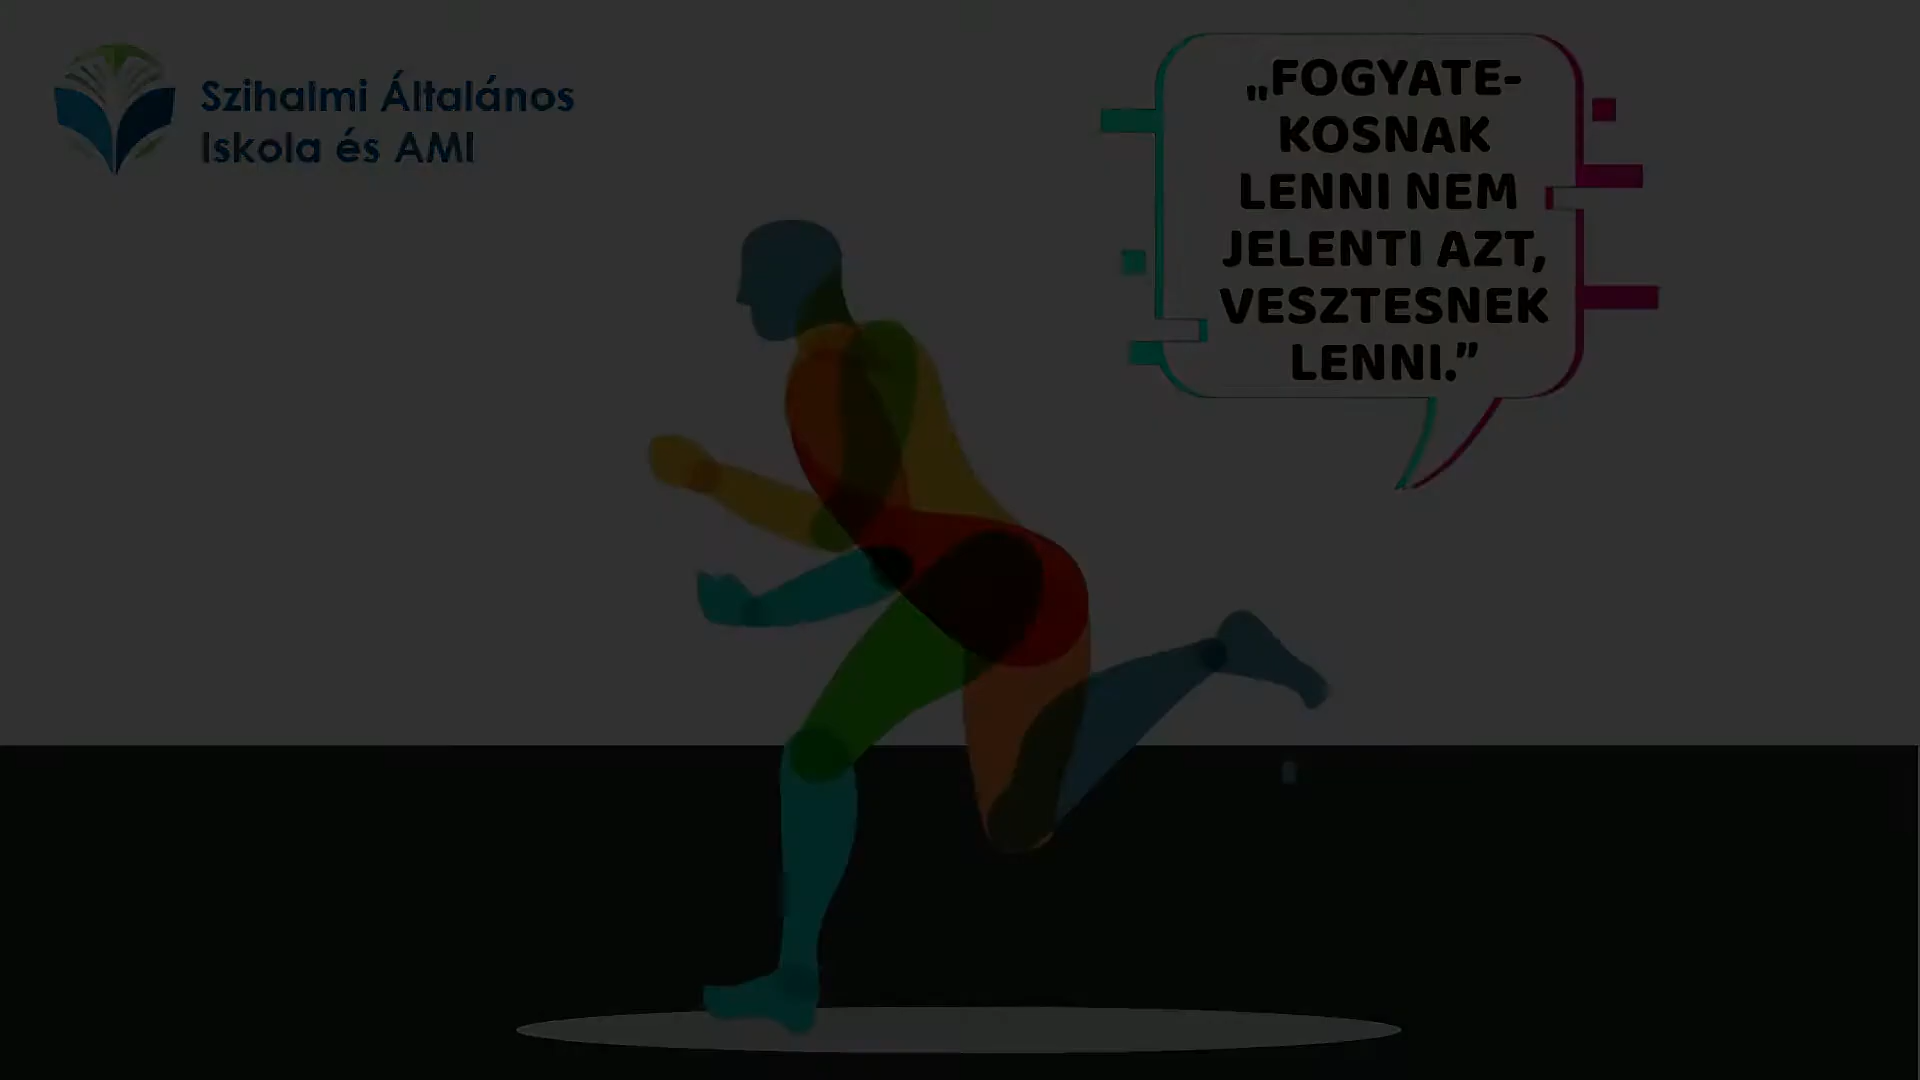 Szihalmi Általános
Iskola és AMI
„FOGYATE-
KOSNAK
LENNI NEM
JELENTI AZT,
VESZTESNEK
LENNI.”